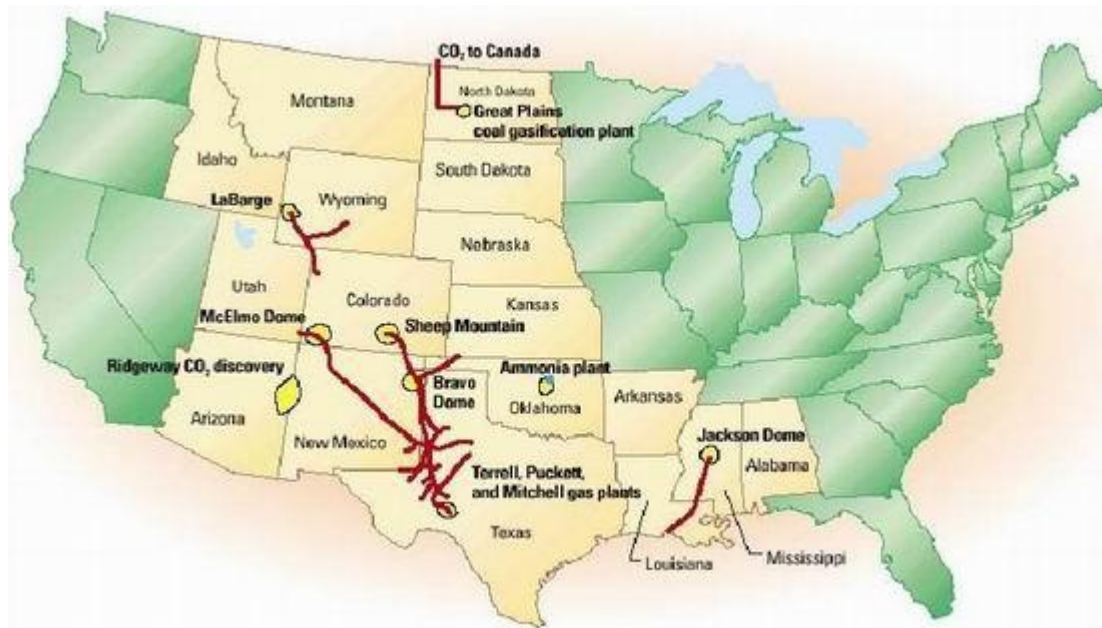 CO₂ to Canada
North Dakota
Great Plains
coal gasification plant
Montana
Idaho
South Dakota
LaBarge
Wyoming
Nebraska
Utah
Colorado
Kansas
McElmo Dome
Sheep Mountain
Ridgeway CO₂ discovery
Ammonia plant
Bravo
Dome
Oklahoma
Arkansas
Arizona
New Mexico
Jackson Dome
Alabama
Terrell, Puckett,
and Mitchell gas plants
Texas
Louisiana
Mississippi